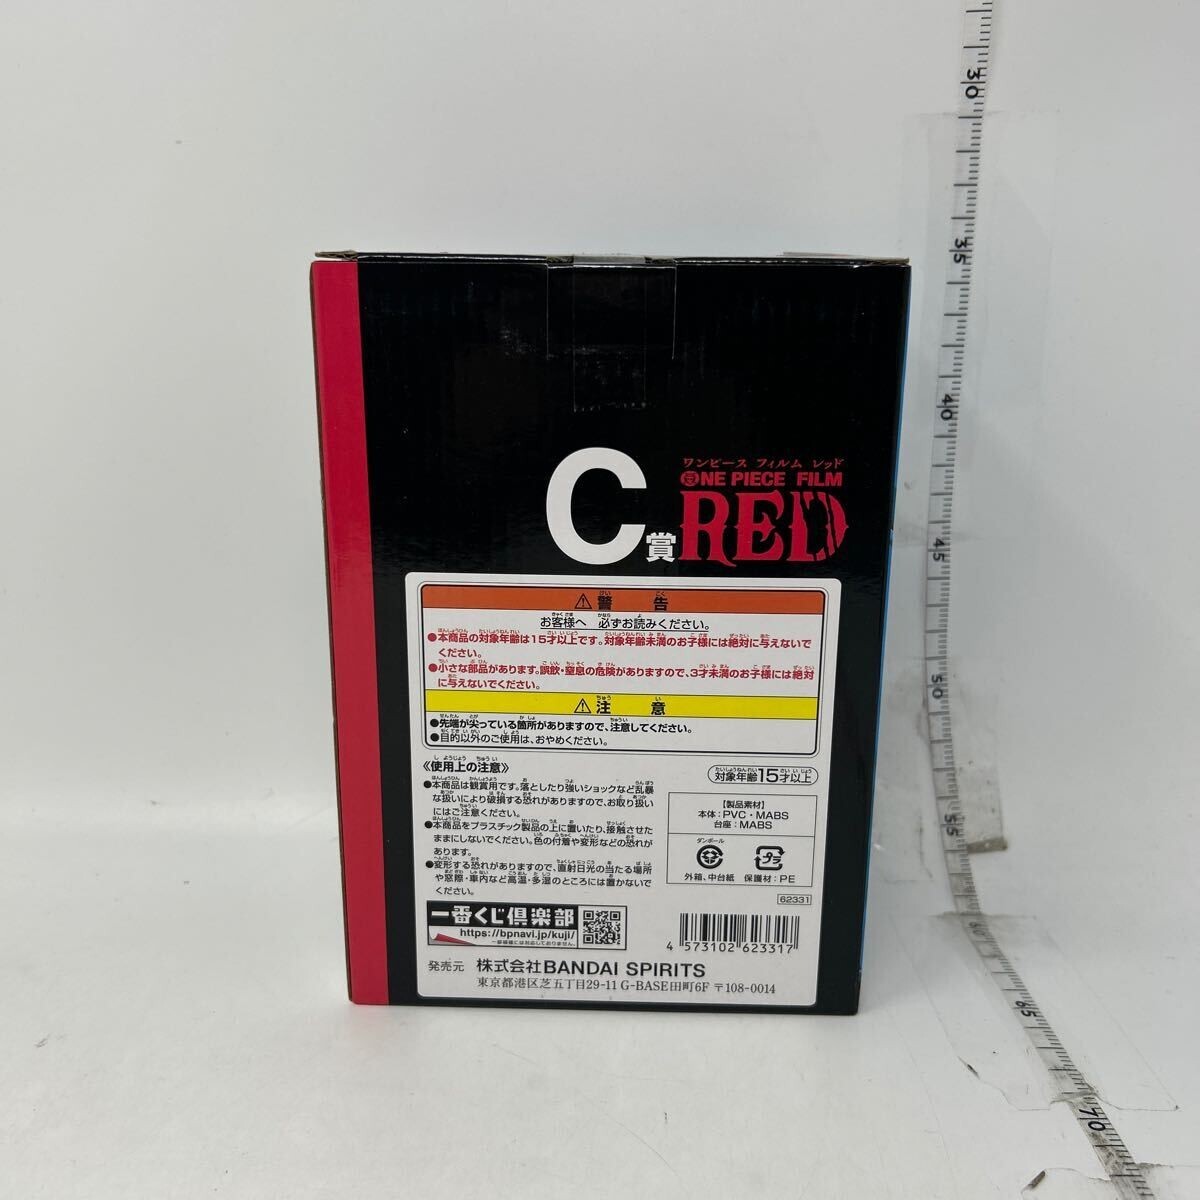 ワンピース フィルム レッド
ONE PIECE FILM
RED
C賞
⚠警告
お客様へ 必ずお読みください。
●本商品の対象年齢は15才以上です。対象年齢未満のお子様には絶対に与えないで
ください。
●小さな部品があります。誤飲・窒息の危険がありますので、3才未満のお子様には絶対
に与えないでください。
⚠注意
●先端が尖っている箇所がありますので、注意してください。
●目的以外のご使用は、おやめください。
《使用上の注意》
●本商品は観賞用です。落としたり強いショックなど乱暴
な扱いにより破損する恐れがありますので、お取り扱い
にはご注意ください。
●本商品をプラスチック製品の上に置いたり、接触させた
ままにしないでください。色の付着や変形などの恐れが
あります。
●変形する恐れがありますので、直射日光の当たる場所
や窓際・車内など高温・多湿のところには置かないで
ください。
対象年齢15才以上
【製品素材】
本体:PVC・MABS
台座:MABS
ダンボール
プラ
外箱、中台紙 保護材:PE
62331
一番くじ倶楽部
https://bpnavi.jp/kuji/
一部機種には対応しておりません。
4 573102 623317
発売元 株式会社BANDAI SPIRITS
東京都港区芝五丁目29-11 G-BASE田町6F 〒108-0014
30
35
40
45
50
55
65
70